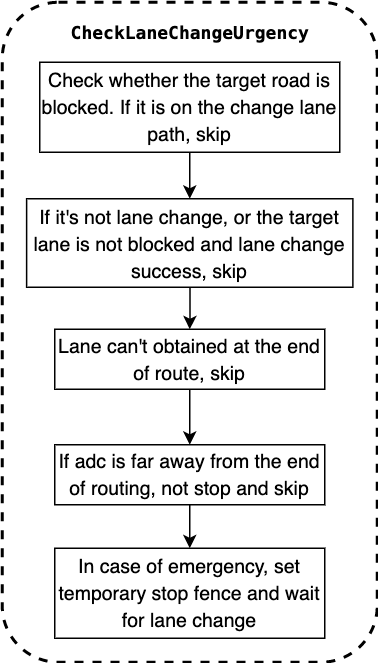 CheckLaneChangeUrgency
Check whether the target road is
blocked. If it is on the change lane
path, skip
If it's not lane change, or the target
lane is not blocked and lane change
success, skip
Lane can't obtained at the end
of route, skip
If adc is far away from the end
of routing, not stop and skip
In case of emergency, set
temporary stop fence and wait
for lane change